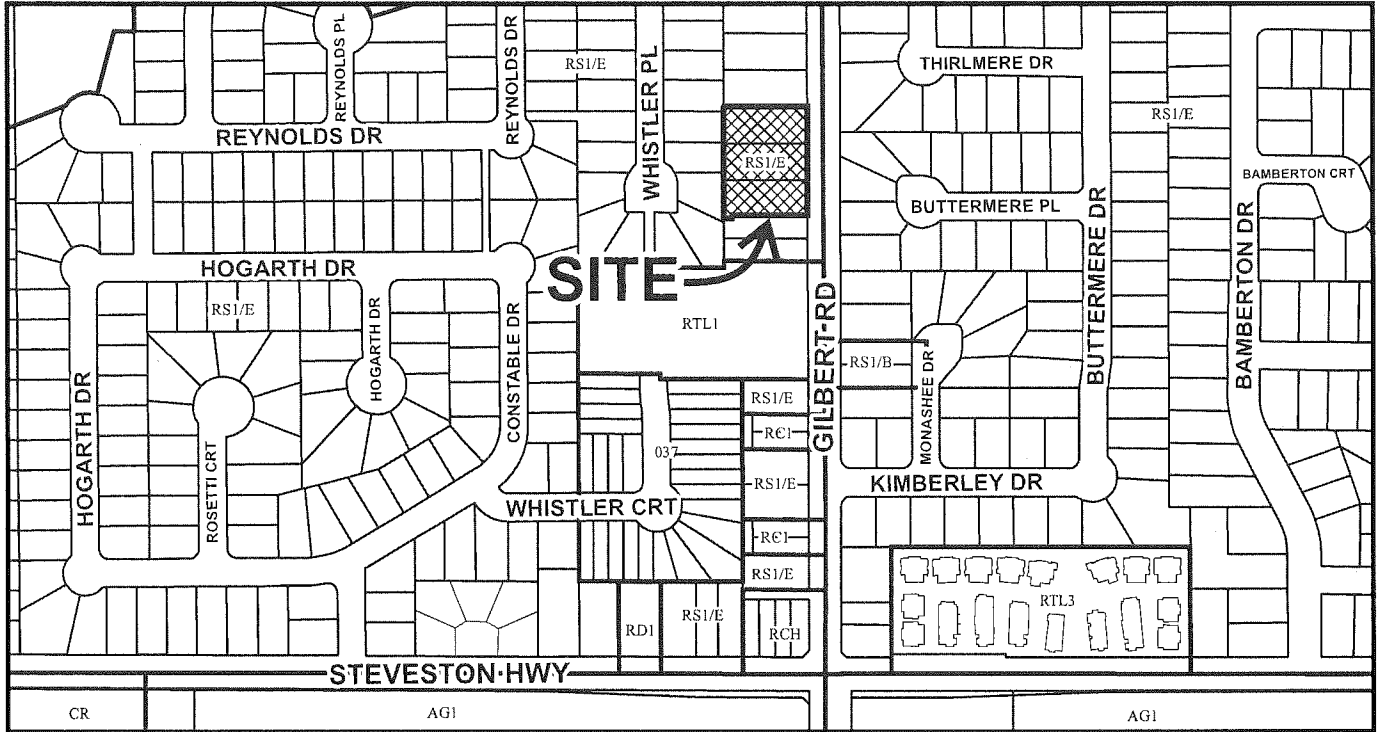 REYNOLDS PL
REYNOLDS DR
RS1/E
WHISTLER PL
THIRLMERE DR
RS1/E
REYNOLDS DR
RS1/E
BAMBERTON CRT
BUTTERMERE PL
BUTTERMERE DR
BAMBERTON DR
HOGARTH DR
SITE
RS1/E
HOGARTH DR
CONSTABLE DR
RTL1
GILBERT RD
RS1/B
MONASHEE DR
HOGARTH DR
ROSETTI CRT
RS1/E
RC1
037
RS1/E
KIMBERLEY DR
WHISTLER CRT
RC1
RS1/E
RTL3
RD1
RS1/E
RCH
STEVESTON HWY
CR
AG1
AG1